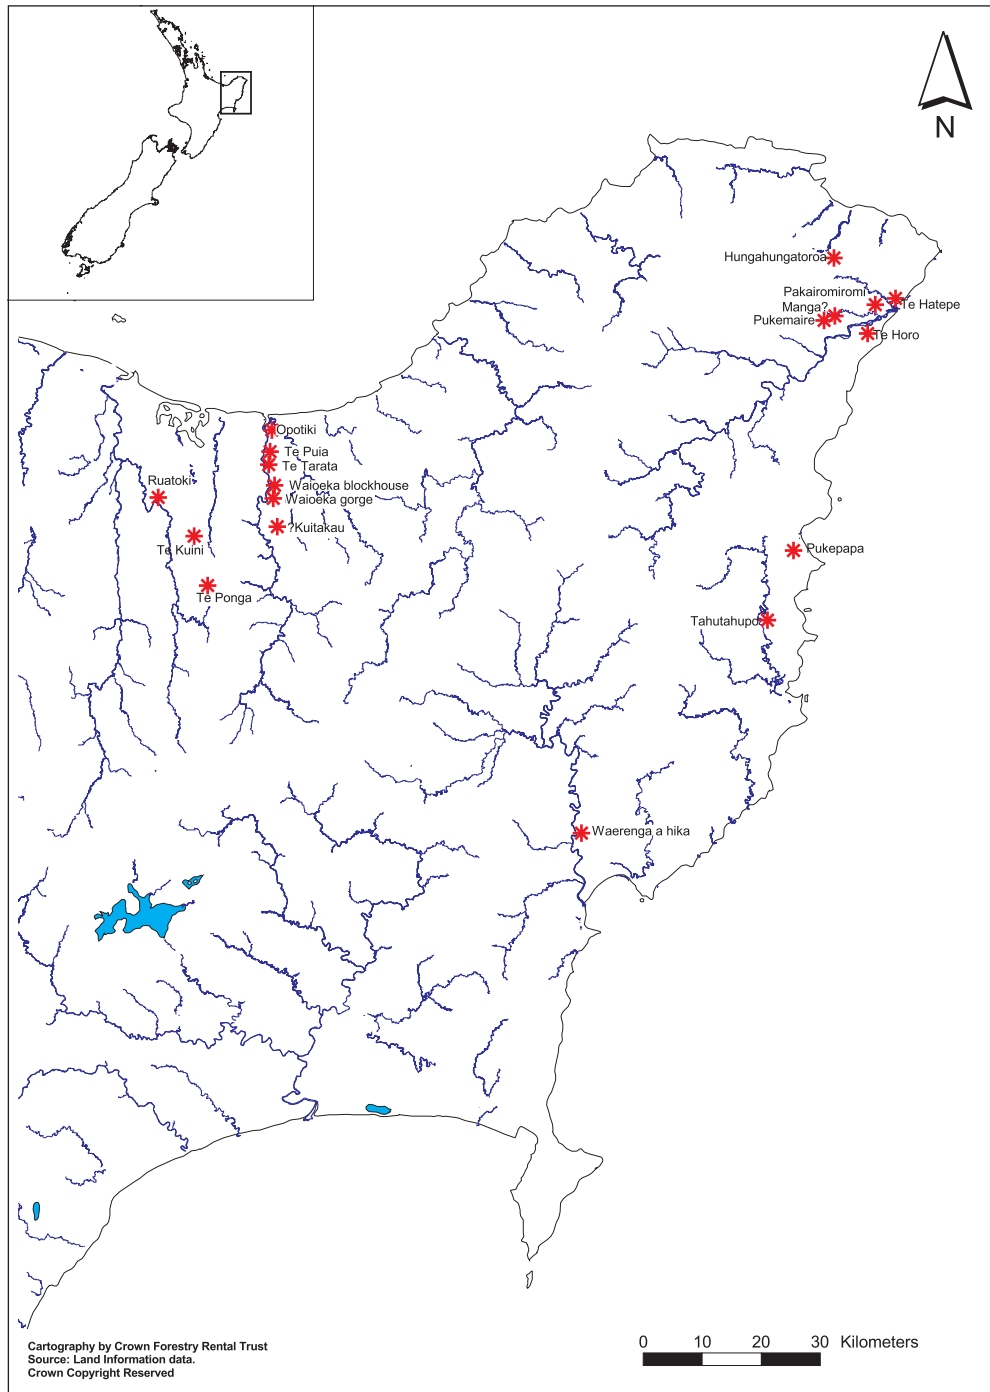 N
Hungahungatoroa
Pakairomiromi
Te Hatepe
Manga?
Pukemaire
Te Horo
Opotiki
Te Puia
Te Tarata
Ruatoki
Waioeka blockhouse
Waioeka gorge
?Kuitakau
Te Kuini
Pukepapa
Te Ponga
Tahutahupo
Waerenga a hika
0 10 20 30 Kilometers
Cartography by Crown Forestry Rental Trust
Source: Land Information data.
Crown Copyright Reserved